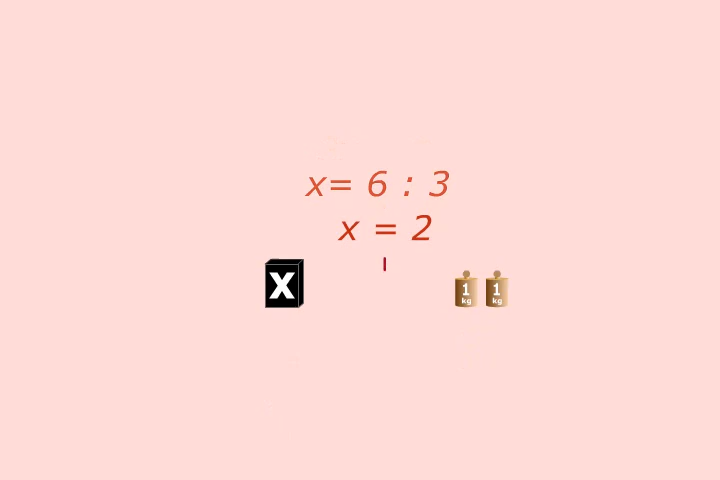 x= 6 : 3
x = 2
X 1 kg 1 kg